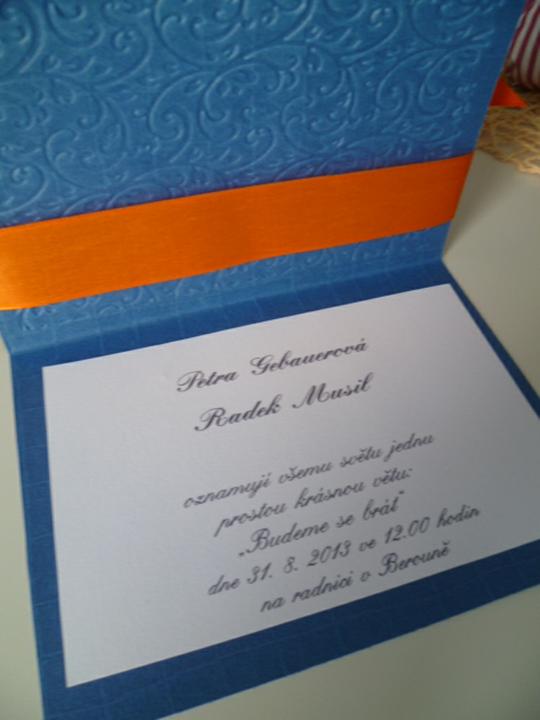 Petra Gebauerová
Radek Musil
oznamují všemu světu jednu
prostou krásnou větu:
„Budeme se brát"
dne 31. 8. 2013 ve 12.00 hodin
na radnici v Berouně